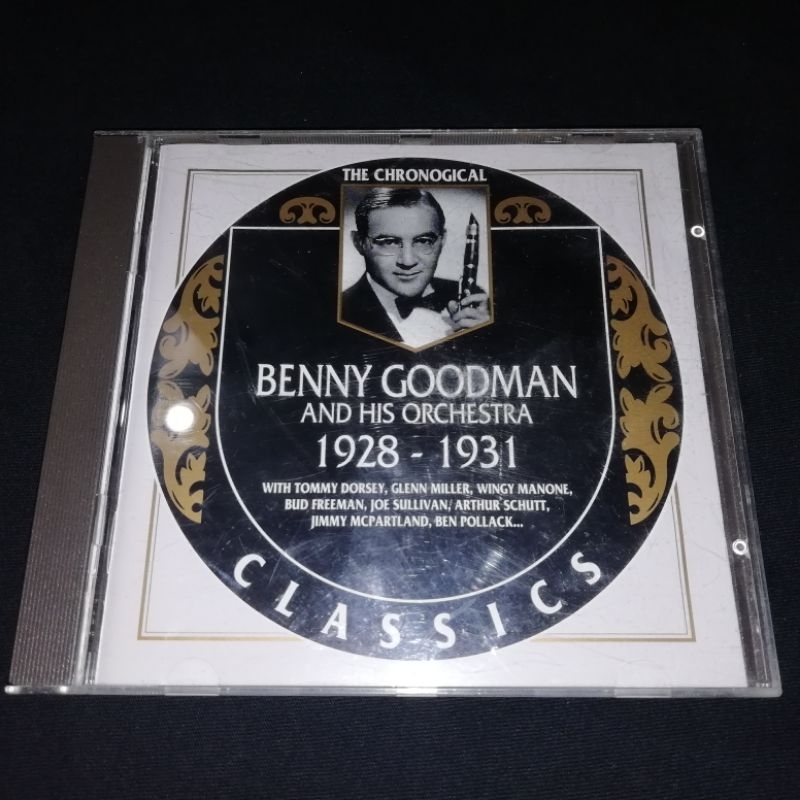 THE CHRONOGICAL
BENNY GOODMAN
AND HIS ORCHESTRA
1928 - 1931
WITH TOMMY DORSEY, GLENN MILLER, WINGY MANONE,
BUD FREEMAN, JOE SULLIVAN, ARTHUR SCHUTT,
JIMMY MCPARTLAND, BEN POLLACK...
CLASSICS